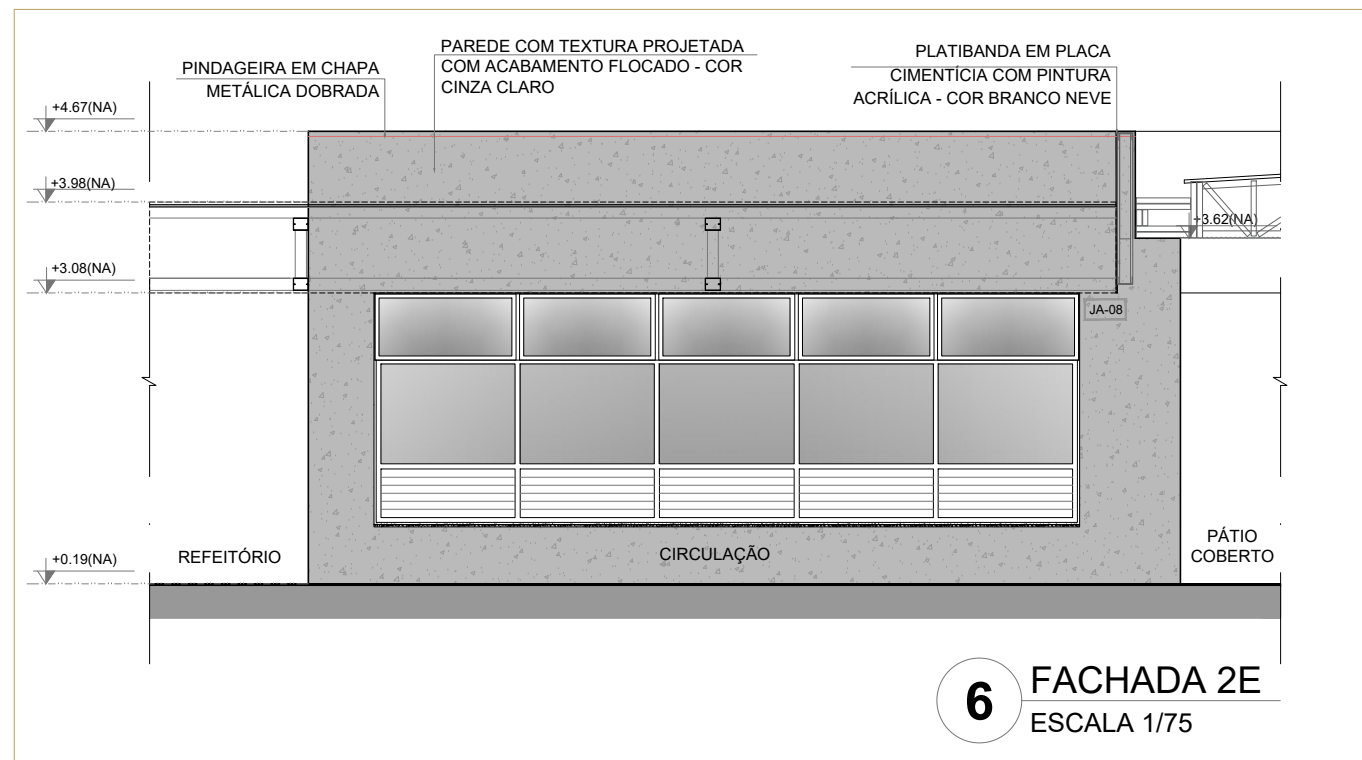 PINDAGEIRA EM CHAPA
METÁLICA DOBRADA
PAREDE COM TEXTURA PROJETADA
COM ACABAMENTO FLOCADO - COR
CINZA CLARO
PLATIBANDA EM PLACA
CIMENTÍCIA COM PINTURA
ACRÍLICA - COR BRANCO NEVE
+4.67(NA)
+3.98(NA)
+3.62(NA)
+3.08(NA)
JA-08
+0.19(NA)
REFEITÓRIO
CIRCULAÇÃO
PÁTIO
COBERTO
6
FACHADA 2E
ESCALA 1/75